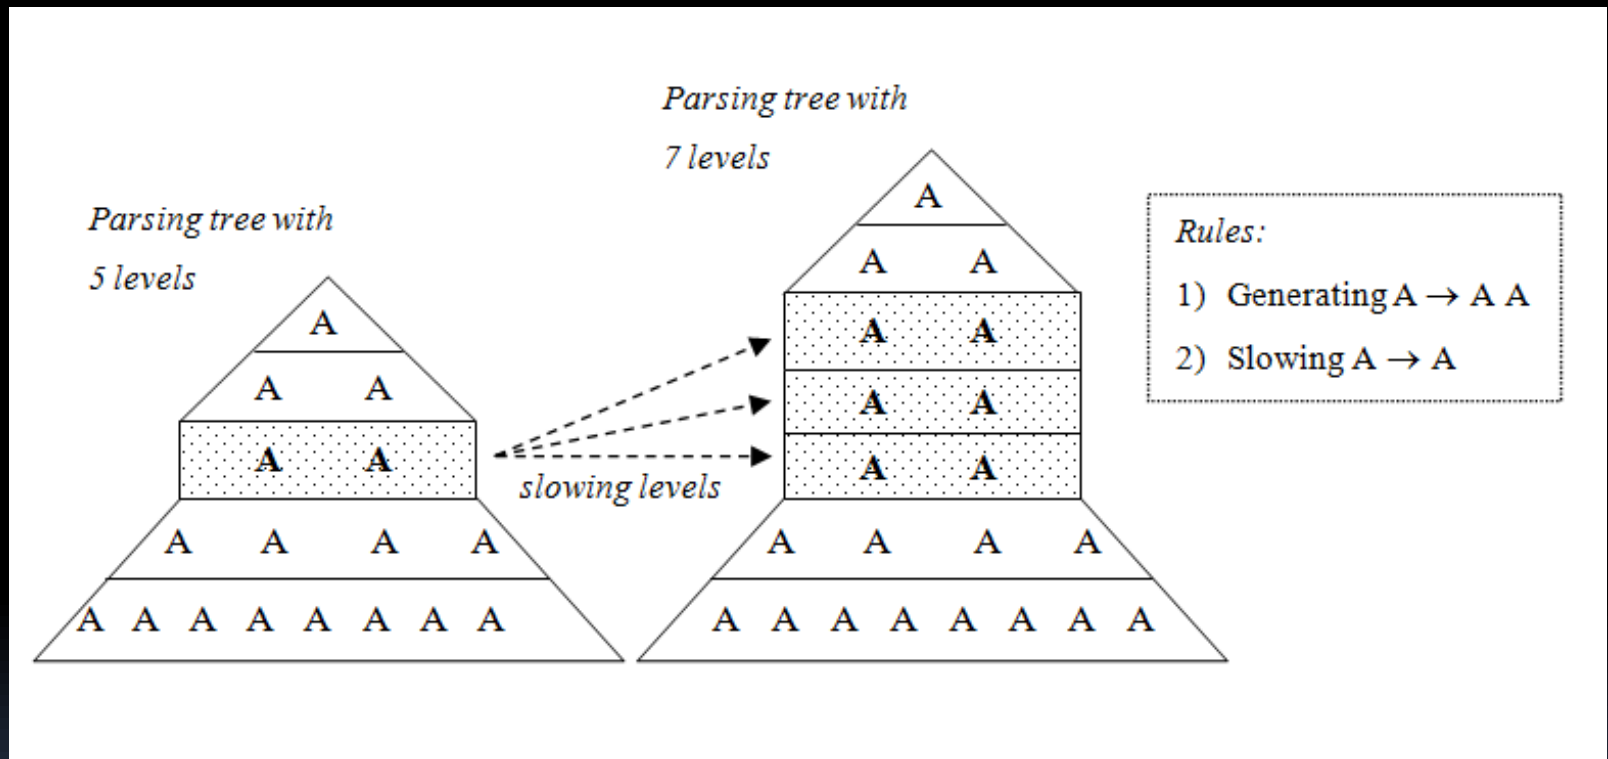 Parsing tree with
5 levels
A
A A
A A
A A A A
A A A A A A A A
slowing levels
Parsing tree with
7 levels
A
A A
A A
A A
A A
A A A A
A A A A A A A A
Rules:
1) Generating A → A A
2) Slowing A → A